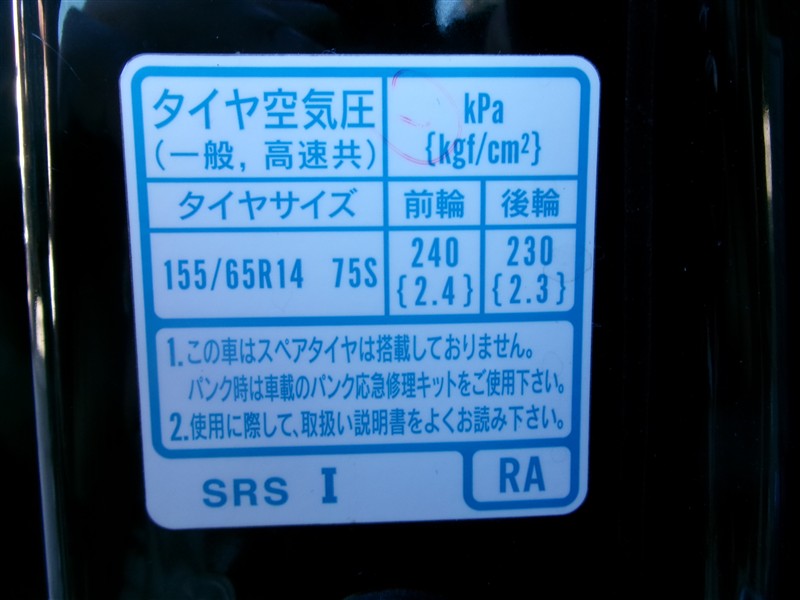 タイヤ空気圧
(一般, 高速共)
kPa
{kgf/cm²}
タイヤサイズ 前輪 後輪
155/65R14 75S 240 {2.4} 230 {2.3}
1.この車はスペアタイヤは搭載しておりません。
パンク時は車載のパンク応急修理キットをご使用下さい。
2.使用に際して、取扱い説明書をよくお読み下さい。
SRS I RA